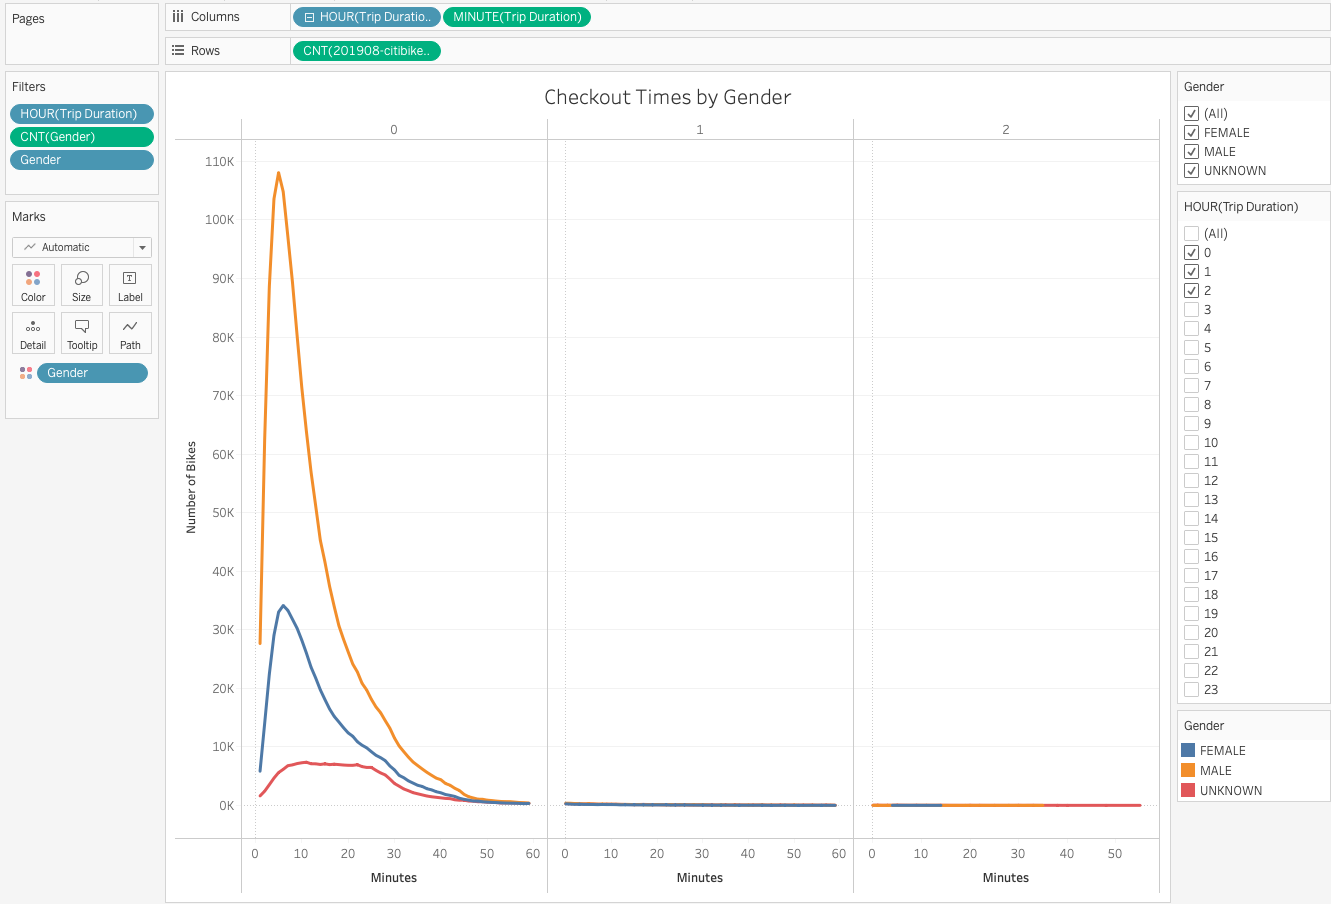 Pages
Columns
HOUR(Trip Duratio..
MINUTE(Trip Duration)
Rows
CNT(201908-citibike..
Filters
HOUR(Trip Duration)
CNT(Gender)
Gender
Marks
Automatic
Color
Size
Label
Detail
Tooltip
Path
Gender
Checkout Times by Gender
0
1
2
110K
100K
90K
80K
70K
60K
50K
40K
30K
20K
10K
0K
Number of Bikes
0 10 20 30 40 50 60
0 10 20 30 40 50 60
0 10 20 30 40 50
Minutes
Minutes
Minutes
Gender
(All)
FEMALE
MALE
UNKNOWN
HOUR(Trip Duration)
(All)
0
1
2
3
4
5
6
7
8
9
10
11
12
13
14
15
16
17
18
19
20
21
22
23
Gender
FEMALE
MALE
UNKNOWN